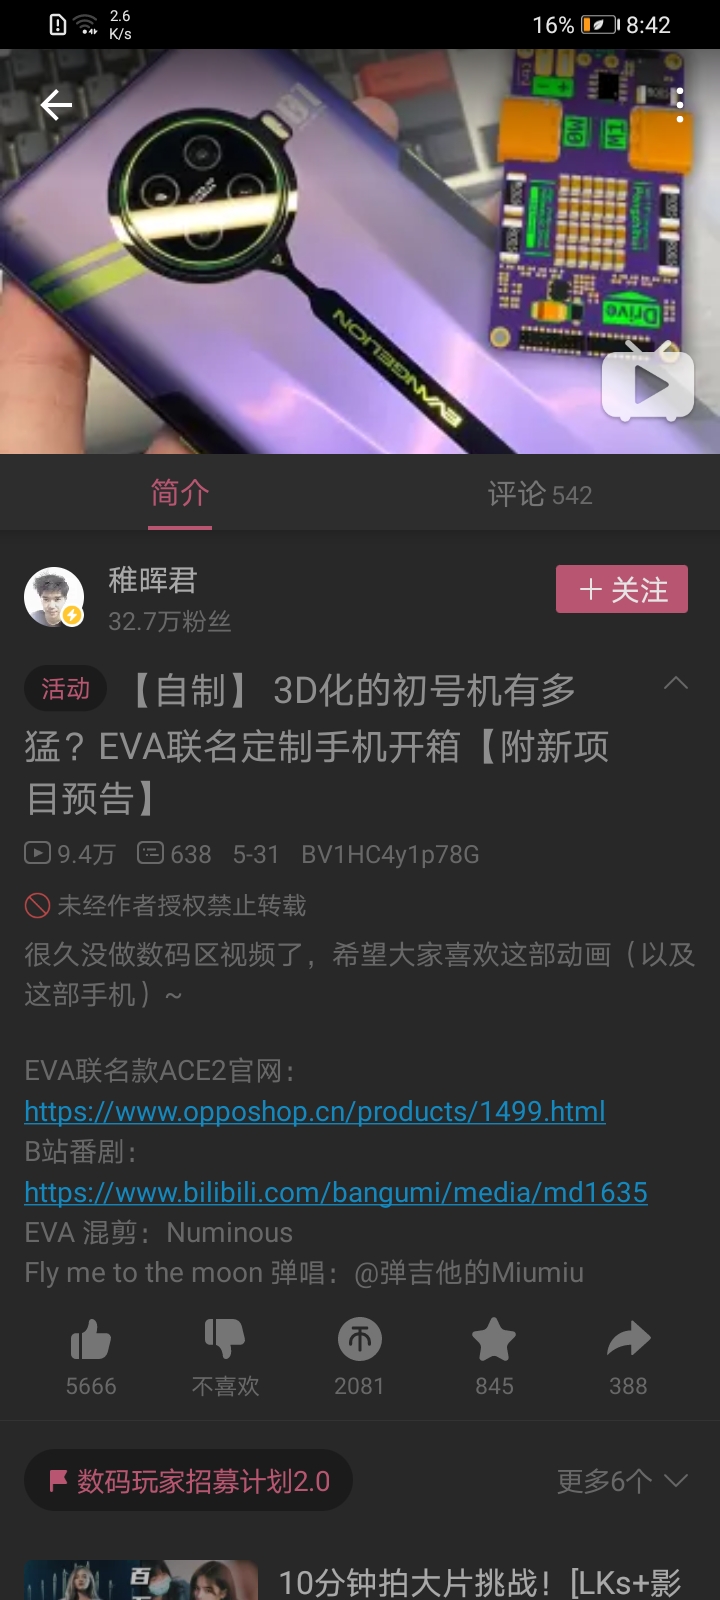 2.6
K/s
16%
8:42
01
M0
M1
Drive
EVANGELION
简介
评论 542
稚晖君
32.7万粉丝
关注
活动 【自制】 3D化的初号机有多
猛？EVA联名定制手机开箱【附新项
目预告】
9.4万 638 5-31 BV1HC4y1p78G
未经作者授权禁止转载
很久没做数码区视频了，希望大家喜欢这部动画（以及
这部手机）~
EVA联名款ACE2官网：
https://www.opposhop.cn/products/1499.html
B站番剧：
https://www.bilibili.com/bangumi/media/md1635
EVA 混剪：Numinous
Fly me to the moon 弹唱：@弹吉他的Miumiu
5666
不喜欢
2081
845
388
数码玩家招募计划2.0
更多6个
百
10分钟拍大片挑战！[LKs+影